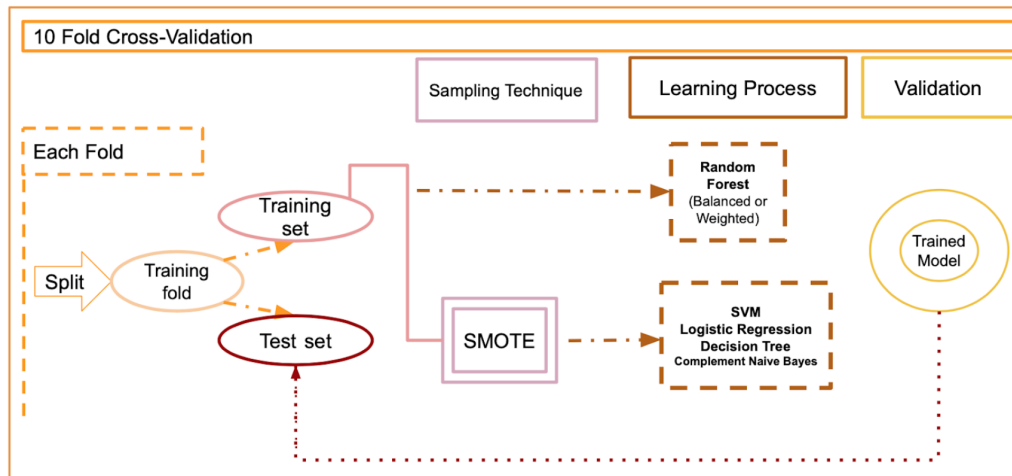 10 Fold Cross-Validation
Sampling Technique
Learning Process
Validation
Each Fold
Split
Training
fold
Training
set
Test set
SMOTE
Random
Forest
(Balanced or
Weighted)
SVM
Logistic Regression
Decision Tree
Complement Naive Bayes
Trained
Model